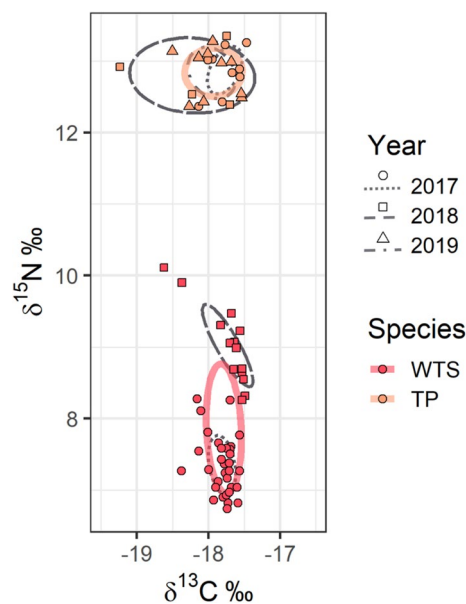 12
10
8
-19 -18 -17
δ15N ‰
δ13C ‰
Year
2017
2018
2019
Species
WTS
TP